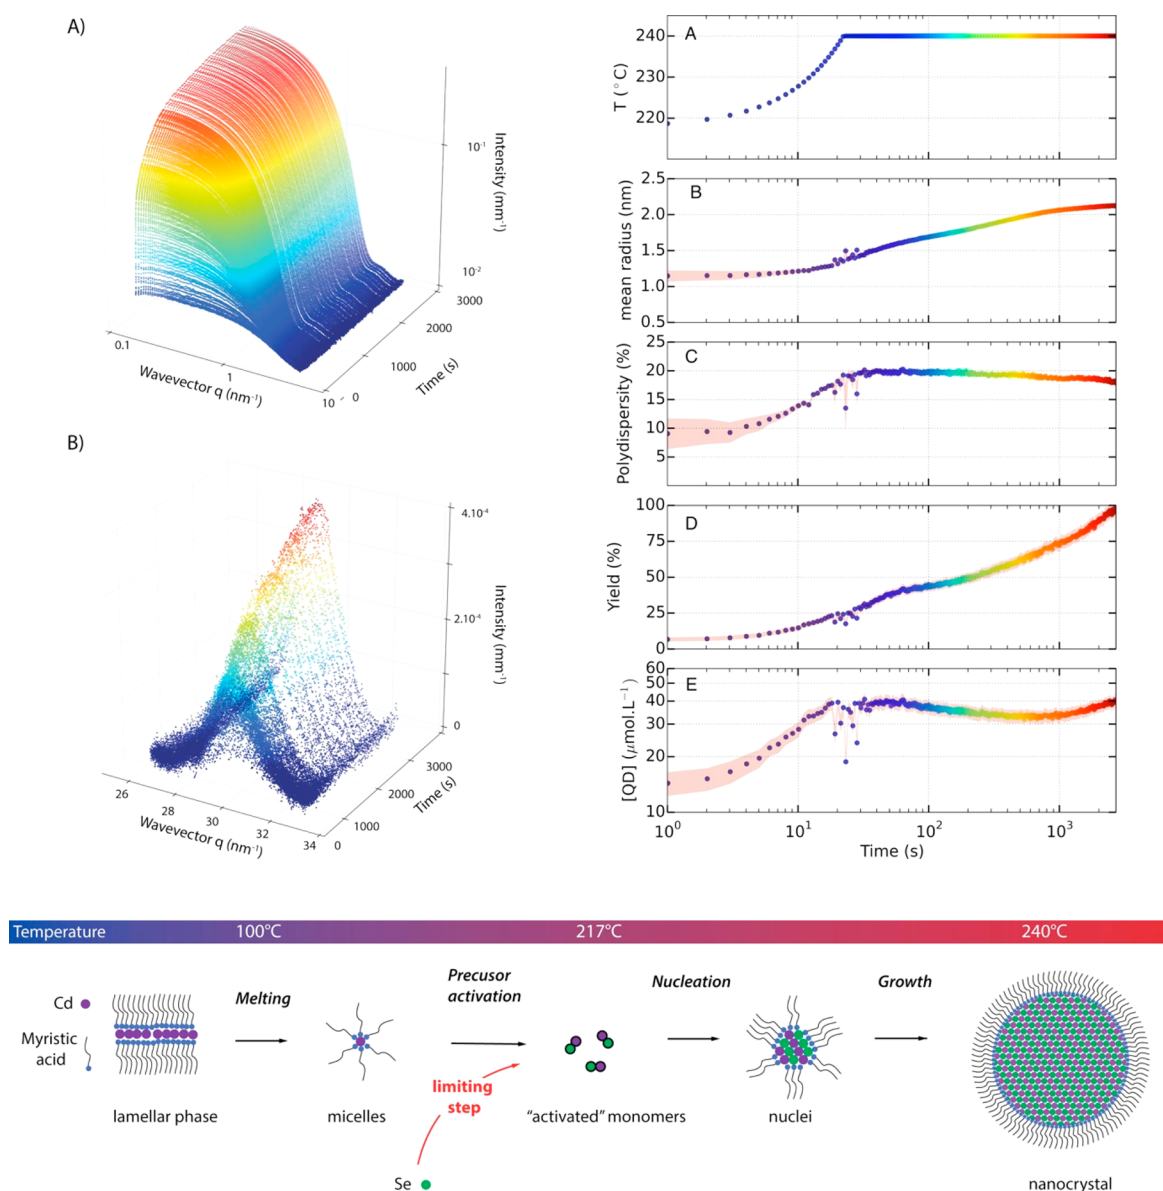 A)
Intensity (mm⁻¹)
10⁻¹
10⁻²
3000
2000
1000
0
Time (s)
0.1
1
10
Wavevector q (nm⁻¹)
B)
4.10⁻⁴
2.10⁻⁴
0
Intensity (mm⁻¹)
3000
2000
1000
0
Time (s)
26
28
30
32
34
Wavevector q (nm⁻¹)
A
T (°C)
240
230
220
B
mean radius (nm)
2.5
2.0
1.5
1.0
0.5
C
Polydispersity (%)
25
20
15
10
5
D
Yield (%)
100
75
50
25
0
E
[QD] (μmol.L⁻¹)
60
50
40
30
20
10
10⁰ 10¹ 10² 10³
Time (s)
Temperature 100°C 217°C 240°C
Melting
Precusor
activation
Nucleation
Growth
Cd
Myristic
acid
limiting
step
lamellar phase
micelles
"activated" monomers
nuclei
Se
nanocrystal